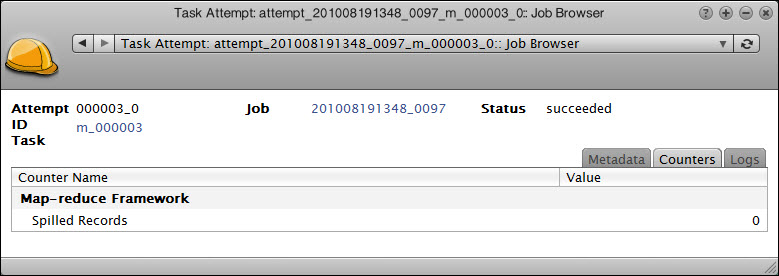 Task Attempt: attempt_201008191348_0097_m_000003_0:: Job Browser
Task Attempt: attempt_201008191348_0097_m_000003_0:: Job Browser
Attempt ID 000003_0 Job 201008191348_0097 Status succeeded
Task m_000003
Metadata Counters Logs
Counter Name Value
Map-reduce Framework
Spilled Records 0